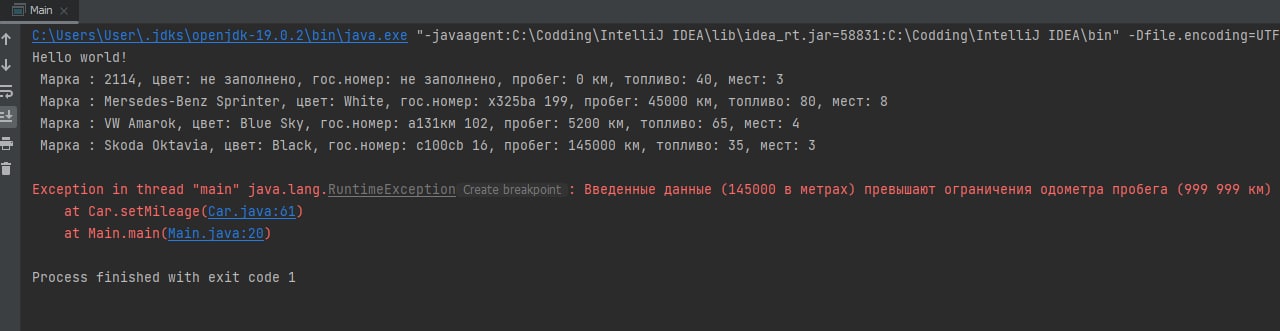 Main
C:\Users\User\.jdks\openjdk-19.0.2\bin\java.exe "-javaagent:C:\Codding\IntelliJ IDEA\lib\idea_rt.jar=58831:C:\Codding\IntelliJ IDEA\bin" -Dfile.encoding=UTF
Hello world!
Марка : 2114, цвет: не заполнено, гос.номер: не заполнено, пробег: 0 км, топливо: 40, мест: 3
Марка : Mersedes-Benz Sprinter, цвет: White, гос.номер: х325ba 199, пробег: 45000 км, топливо: 80, мест: 8
Марка : VW Amarok, цвет: Blue Sky, гос.номер: а131км 102, пробег: 5200 км, топливо: 65, мест: 4
Марка : Skoda Oktavia, цвет: Black, гос.номер: c100cb 16, пробег: 145000 км, топливо: 35, мест: 3
Exception in thread "main" java.lang.RuntimeException Create breakpoint : Введенные данные (145000 в метрах) превышают ограничения одометра пробега (999 999 км)
at Car.setMileage(Car.java:61)
at Main.main(Main.java:20)
Process finished with exit code 1